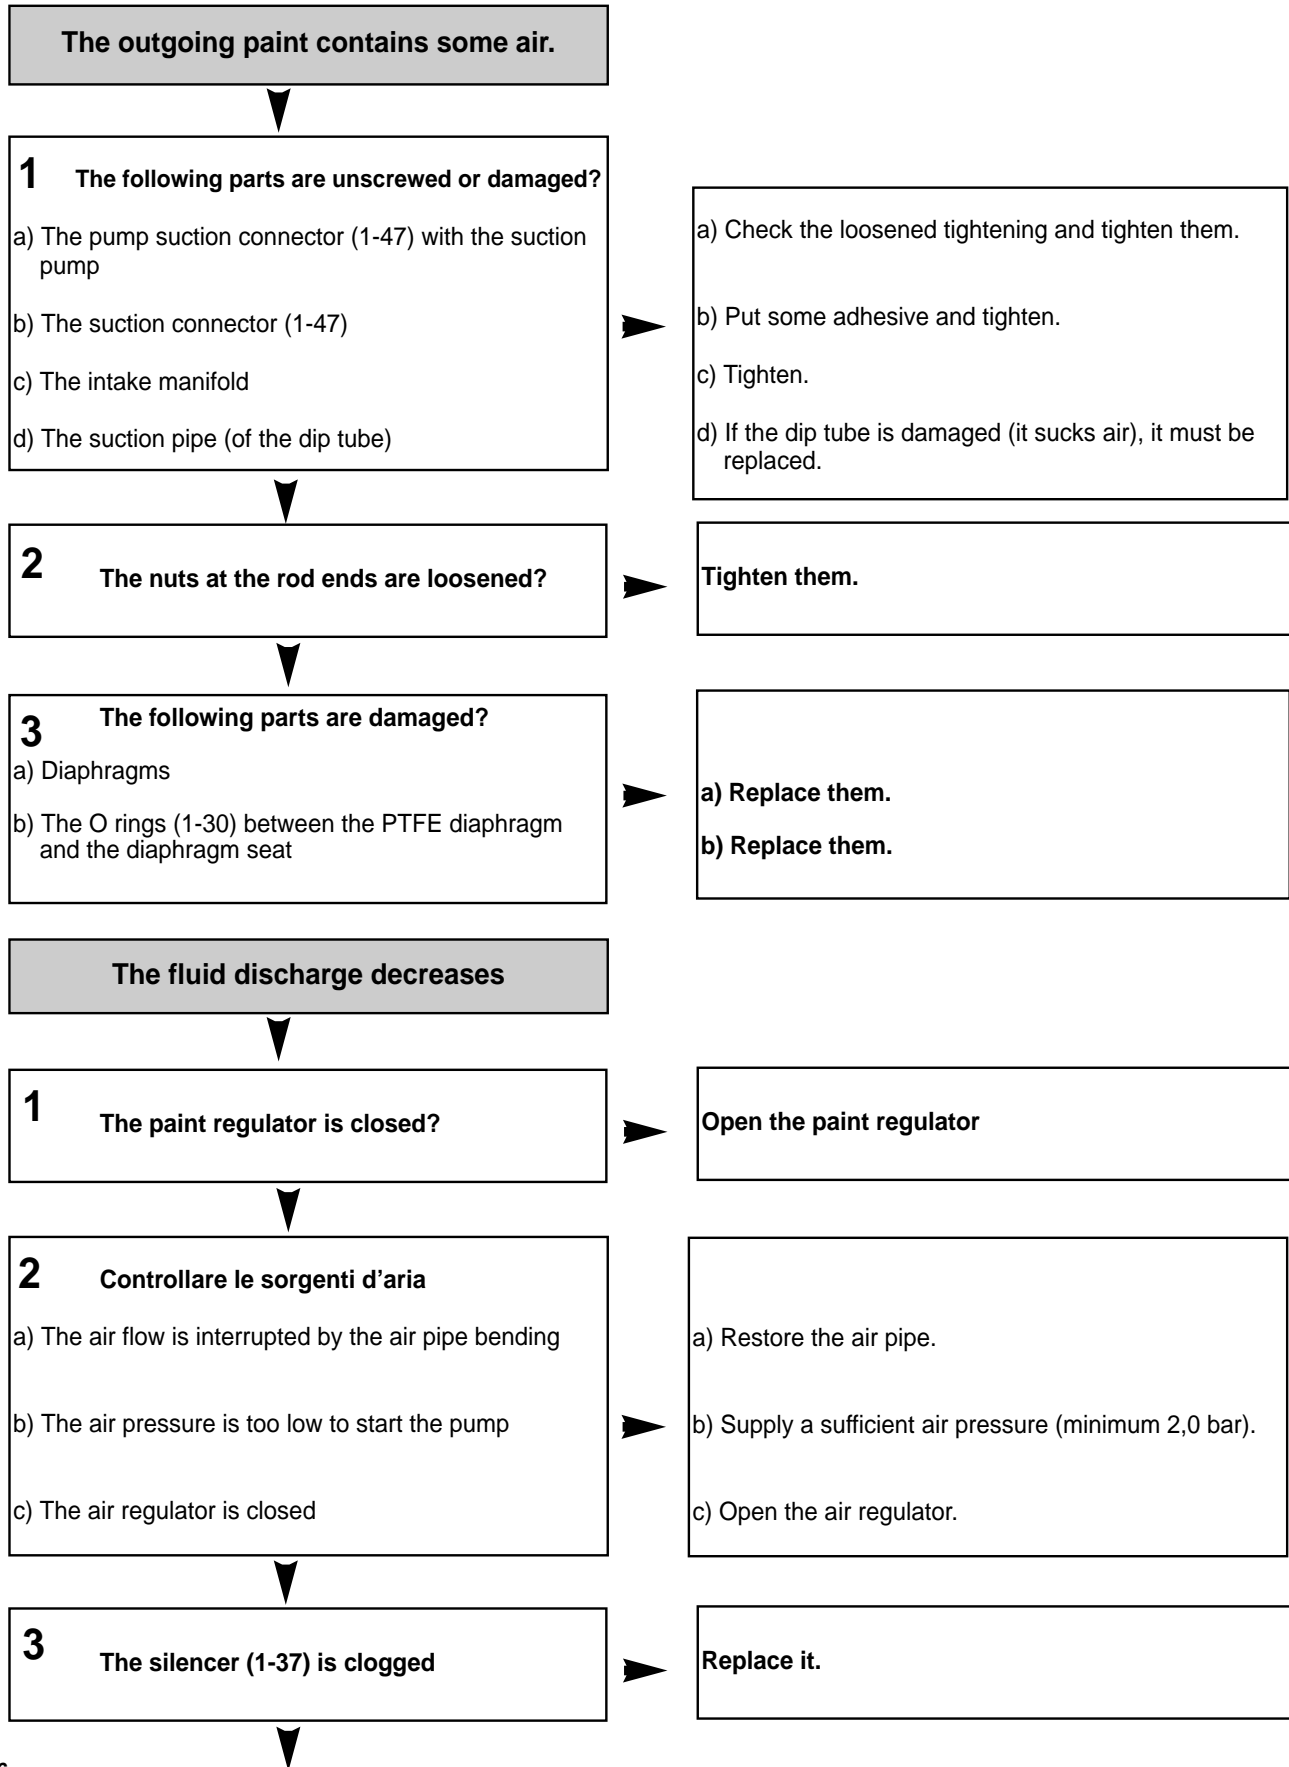 The outgoing paint contains some air.
1 The following parts are unscrewed or damaged?
a) The pump suction connector (1-47) with the suction
pump
b) The suction connector (1-47)
c) The intake manifold
d) The suction pipe (of the dip tube)
a) Check the loosened tightening and tighten them.
b) Put some adhesive and tighten.
c) Tighten.
d) If the dip tube is damaged (it sucks air), it must be
replaced.
2 The nuts at the rod ends are loosened?
Tighten them.
3 The following parts are damaged?
a) Diaphragms
b) The O rings (1-30) between the PTFE diaphragm
and the diaphragm seat
a) Replace them.
b) Replace them.
The fluid discharge decreases
1 The paint regulator is closed?
Open the paint regulator
2 Controllare le sorgenti d’aria
a) The air flow is interrupted by the air pipe bending
b) The air pressure is too low to start the pump
c) The air regulator is closed
a) Restore the air pipe.
b) Supply a sufficient air pressure (minimum 2,0 bar).
c) Open the air regulator.
3 The silencer (1-37) is clogged
Replace it.